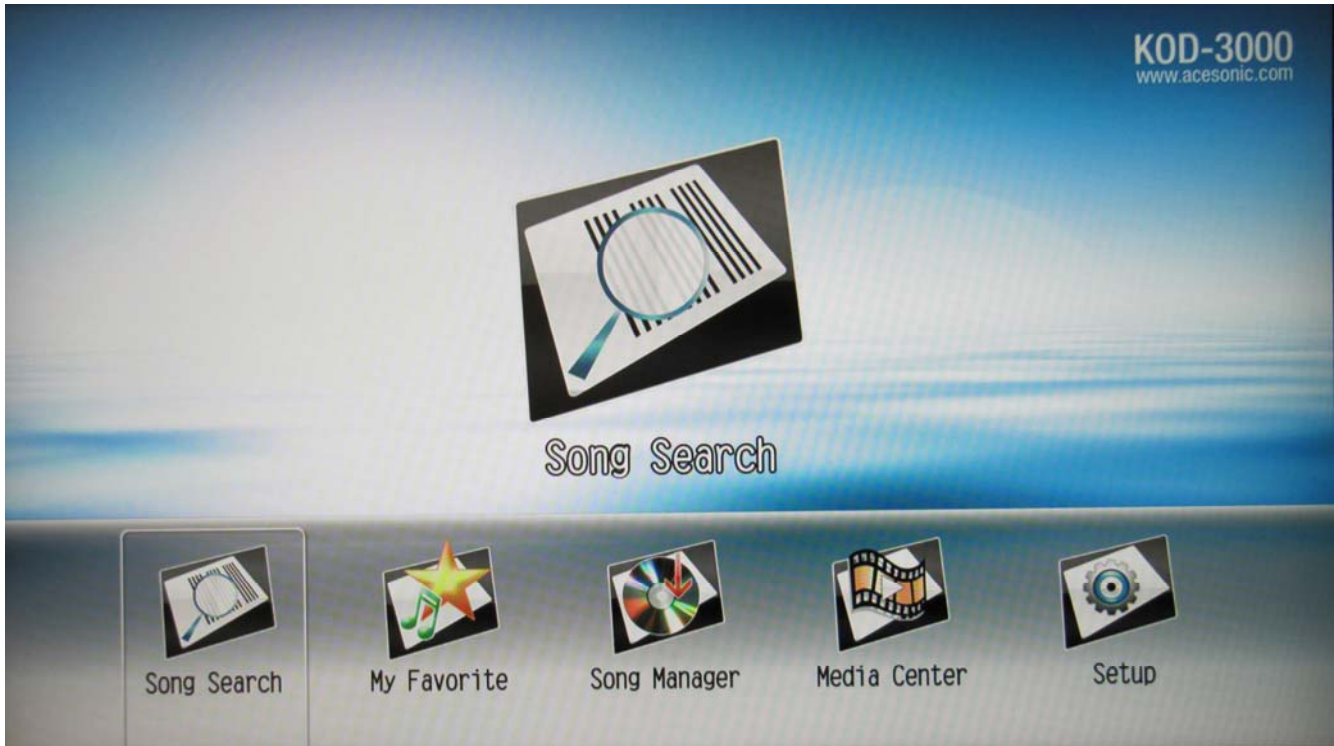 KOD-3000
www.acesonic.com
Song Search
Song Search
My Favorite
Song Manager
Media Center
Setup